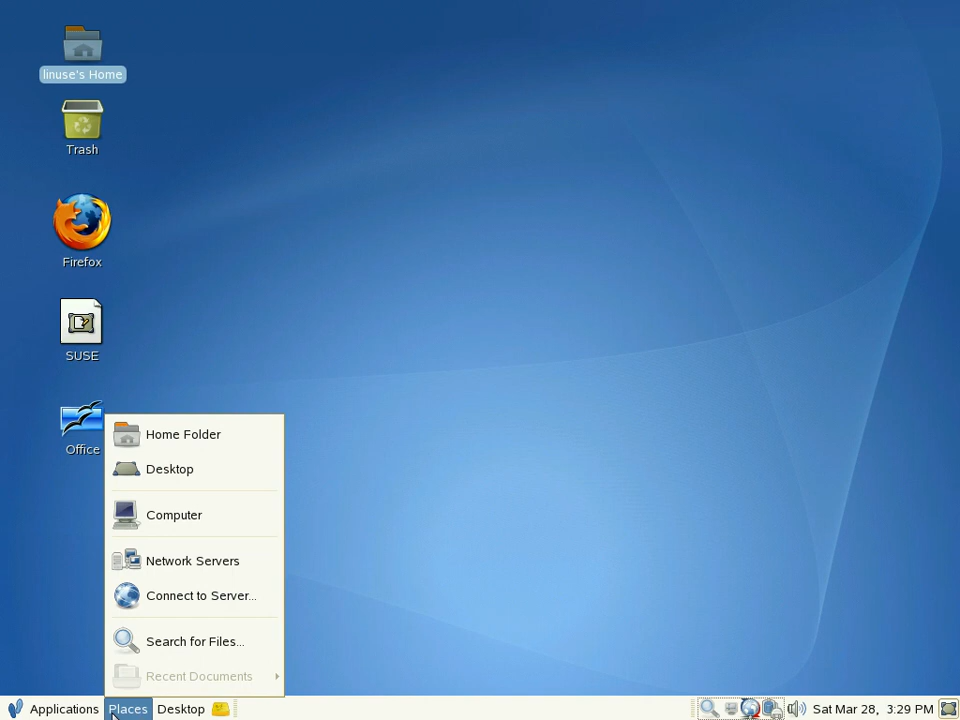 linuse's Home
Trash
Firefox
SUSE
Office
Home Folder
Desktop
Computer
Network Servers
Connect to Server...
Search for Files...
Recent Documents
Applications Places Desktop Sat Mar 28, 3:29 PM